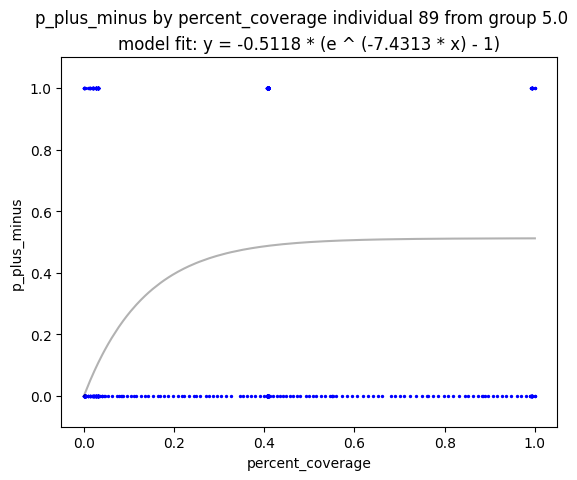 p_plus_minus by percent_coverage individual 89 from group 5.0
model fit: y = -0.5118 * (e ^ (-7.4313 * x) - 1)
1.0
0.8
0.6
0.4
0.2
0.0
p_plus_minus
0.0 0.2 0.4 0.6 0.8 1.0
percent_coverage